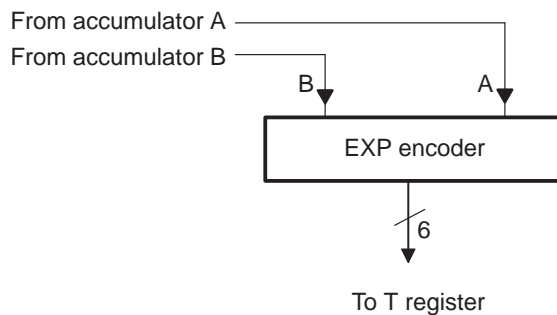 From accumulator A
From accumulator B
B
A
EXP encoder
6
To T register